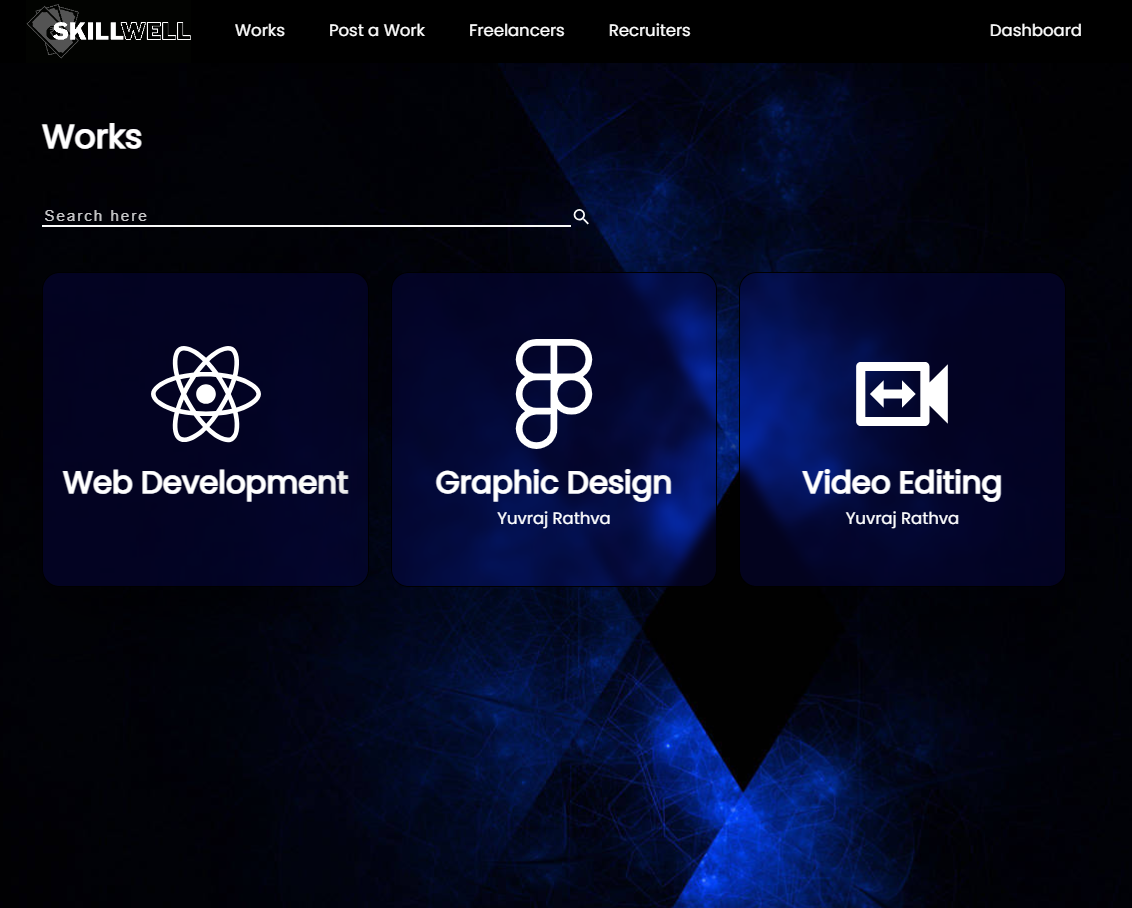 SKILLWELL
Works
Post a Work
Freelancers
Recruiters
Dashboard
Works
Search here
Web Development
Graphic Design
Yuvraj Rathva
Video Editing
Yuvraj Rathva